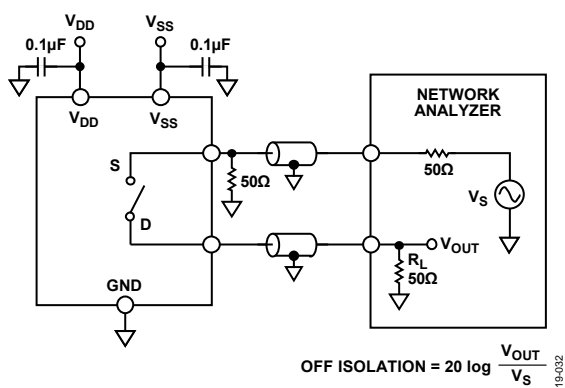 VDD
VSS
0.1µF
0.1µF
VDD
VSS
NETWORK
ANALYZER
S
50Ω
50Ω
VS
D
VOUT
RL
50Ω
GND
OFF ISOLATION = 20 log VOUT
VS
19-032